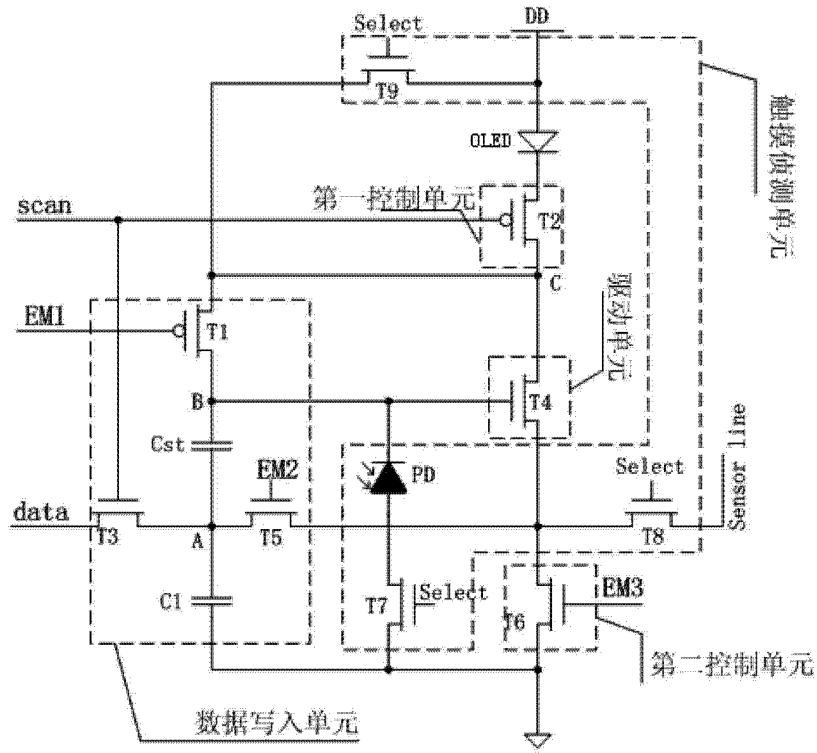 Select
DD
T9
OLED
触摸侦测单元
第一控制单元
scan
T2
C
EM1
T1
驱动单元
B
T4
Cst
EM2
PD
Select
Sensor line
data
T3
A
T5
T8
C1
T7
Select
T6
EM3
第二控制单元
数据写入单元